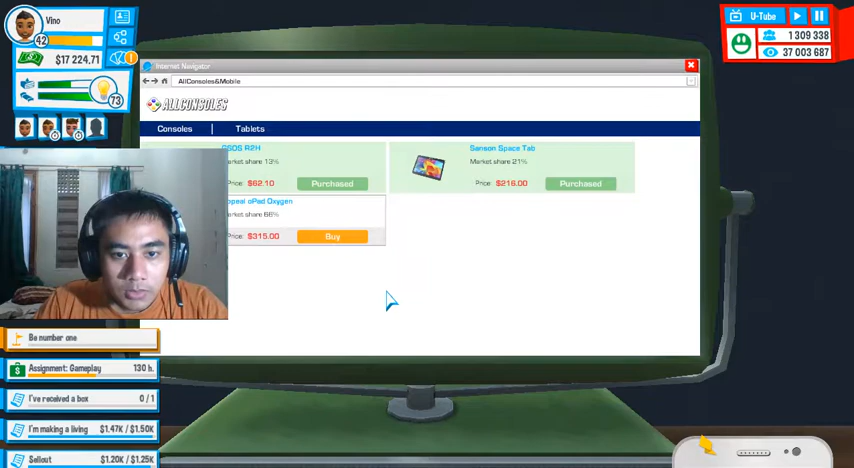 Vino
42
$17 224.71
73
U-Tube
1 309 338
37 003 687
Internet Navigator
AllConsoles&Mobile
ALLCONSOLES
Consoles | Tablets
Market share 13%
Price: $62.10 Purchased
Sanson Space Tab
Market share 21%
Price: $216.00 Purchased
oPad Oxygen
share 66%
Price: $315.00 Buy
Be number one
Assignment: Gameplay 130 h.
I've received a box 0 / 1
I'm making a living $1.47K / $1.50K
Sellout $1.20K / $1.25K